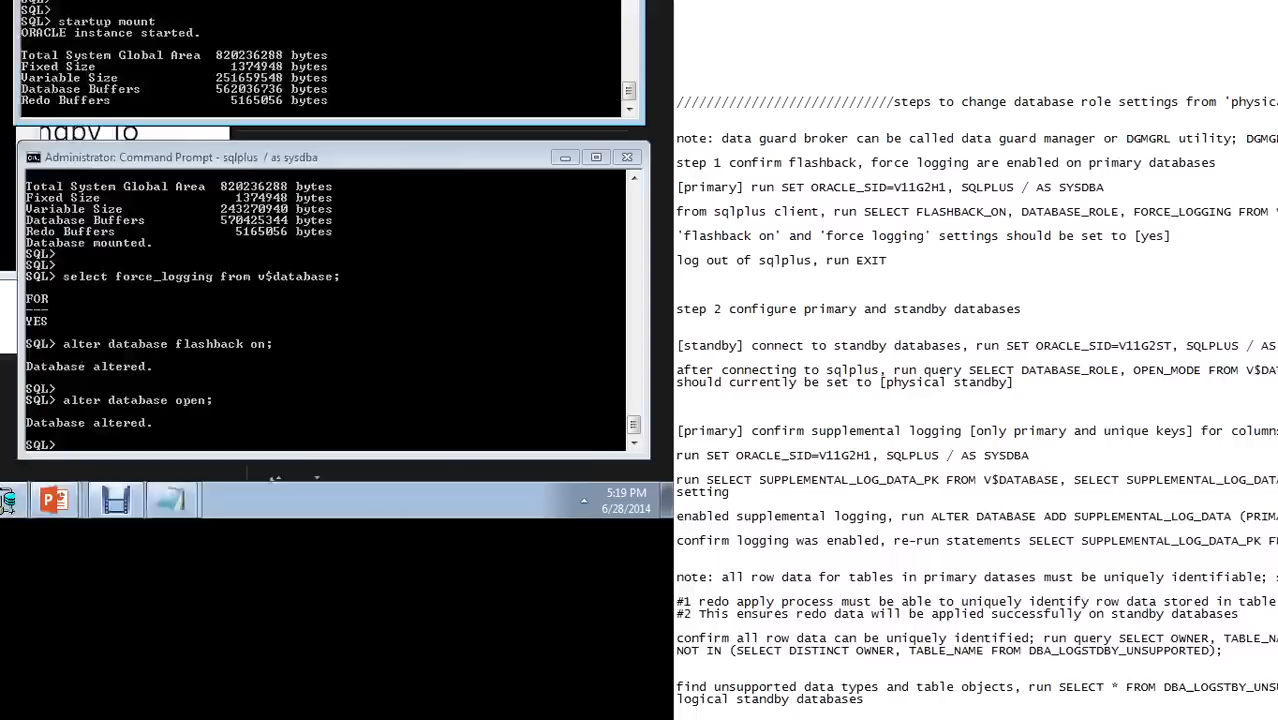 SQL>
SQL> startup mount
ORACLE instance started.
Total System Global Area 820236288 bytes
Fixed Size 1374948 bytes
Variable Size 251659548 bytes
Database Buffers 562036736 bytes
Redo Buffers 5165056 bytes
ndby to
Administrator: Command Prompt - sqlplus / as sysdba
Total System Global Area 820236288 bytes
Fixed Size 1374948 bytes
Variable Size 243270940 bytes
Database Buffers 570425344 bytes
Redo Buffers 5165056 bytes
Database mounted.
SQL>
SQL>
SQL> select force_logging from v$database;
FOR
---
YES
SQL> alter database flashback on;
Database altered.
SQL>
SQL> alter database open;
Database altered.
SQL>
5:19 PM
6/28/2014
/////////////////////////////steps to change database role settings from 'physica
note: data guard broker can be called data guard manager or DGMGRL utility; DGMG
step 1 confirm flashback, force logging are enabled on primary databases
[primary] run SET ORACLE_SID=V11G2H1, SQLPLUS / AS SYSDBA
from sqlplus client, run SELECT FLASHBACK_ON, DATABASE_ROLE, FORCE_LOGGING FROM V
'flashback on' and 'force logging' settings should be set to [yes]
log out of sqlplus, run EXIT
step 2 configure primary and standby databases
[standby] connect to standby databases, run SET ORACLE_SID=V11G2ST, SQLPLUS / AS
after connecting to sqlplus, run query SELECT DATABASE_ROLE, OPEN_MODE FROM V$DAT
should currently be set to [physical standby]
[primary] confirm supplemental logging [only primary and unique keys] for columns
run SET ORACLE_SID=V11G2H1, SQLPLUS / AS SYSDBA
run SELECT SUPPLEMENTAL_LOG_DATA_PK FROM V$DATABASE, SELECT SUPPLEMENTAL_LOG_DATA
setting
enabled supplemental logging, run ALTER DATABASE ADD SUPPLEMENTAL_LOG_DATA (PRIMA
confirm logging was enabled, re-run statements SELECT SUPPLEMENTAL_LOG_DATA_PK F
note: all row data for tables in primary datases must be uniquely identifiable; s
#1 redo apply process must be able to uniquely identify row data stored in table
#2 This ensures redo data will be applied successfully on standby databases
confirm all row data can be uniquely identified; run query SELECT OWNER, TABLE_NA
NOT IN (SELECT DISTINCT OWNER, TABLE_NAME FROM DBA_LOGSTDBY_UNSUPPORTED);
find unsupported data types and table objects, run SELECT * FROM DBA_LOGSTBY_UNSU
logical standby databases